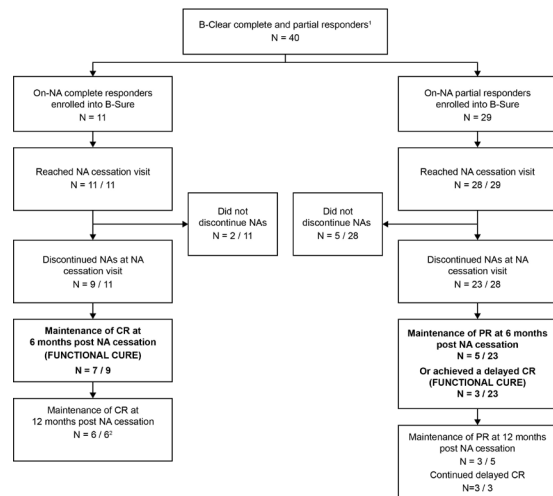 B-Clear complete and partial responders¹
N = 40
On-NA complete responders
enrolled into B-Sure
N = 11
On-NA partial responders
enrolled into B-Sure
N = 29
Reached NA cessation visit
N = 11 / 11
Reached NA cessation visit
N = 28 / 29
Did not
discontinue NAs
N = 2 / 11
Did not
discontinue NAs
N = 5 / 28
Discontinued NAs at NA
cessation visit
N = 9 / 11
Discontinued NAs at NA
cessation visit
N = 23 / 28
Maintenance of CR at
6 months post NA cessation
(FUNCTIONAL CURE)
N = 7 / 9
Maintenance of PR at 6 months
post NA cessation
N = 5 / 23
Or achieved a delayed CR
(FUNCTIONAL CURE)
N = 3 / 23
Maintenance of CR at
12 months post NA cessation
N = 6 / 6²
Maintenance of PR at 12 months
post NA cessation
N = 3 / 5
Continued delayed CR
N=3 / 3